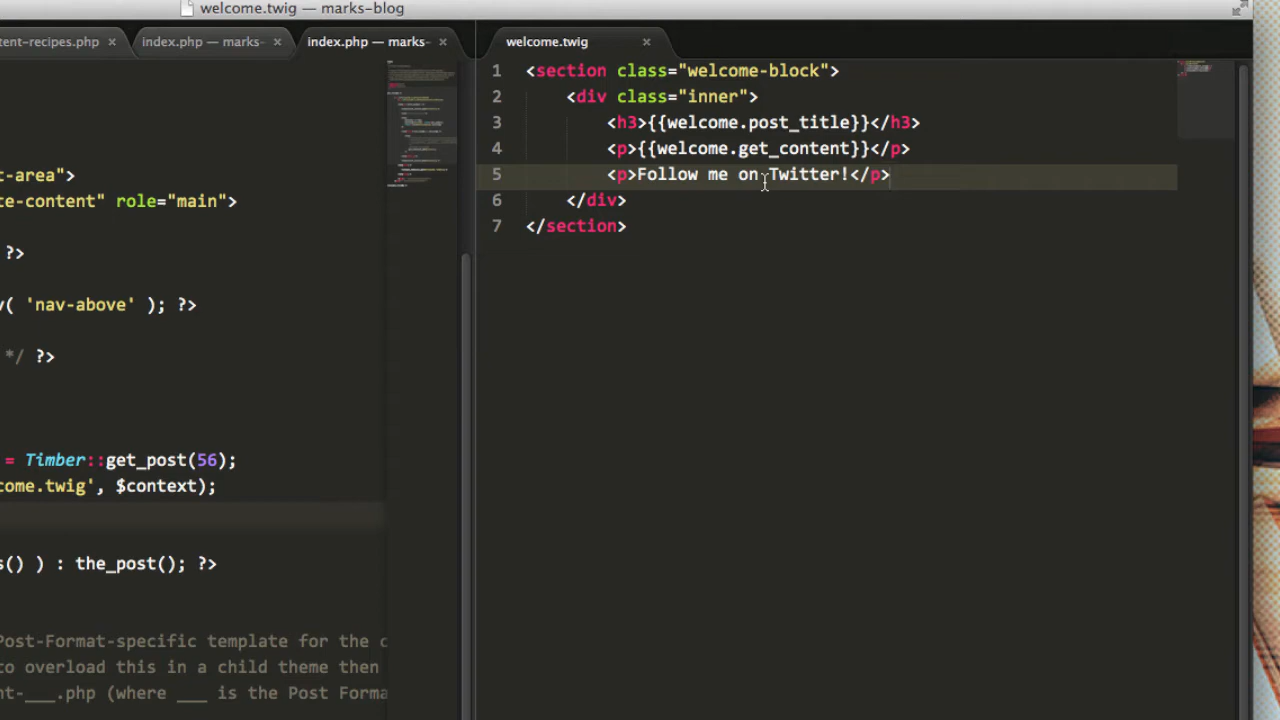 welcome.twig — marks-blog
tent-recipes.php × index.php — marks- × index.php — marks- ×
t-area">
te-content" role="main">
?>
v( 'nav-above' ); ?>
*/ ?>
= Timber::get_post(56);
come.twig', $context);
s() ) : the_post(); ?>
Post-Format-specific template for the c
to overload this in a child theme then
nt-___.php (where ___ is the Post Forma
welcome.twig ×
1 <section class="welcome-block">
2 <div class="inner">
3 <h3>{{welcome.post_title}}</h3>
4 <p>{{welcome.get_content}}</p>
5 <p>Follow me on Twitter!</p>
6 </div>
7 </section>